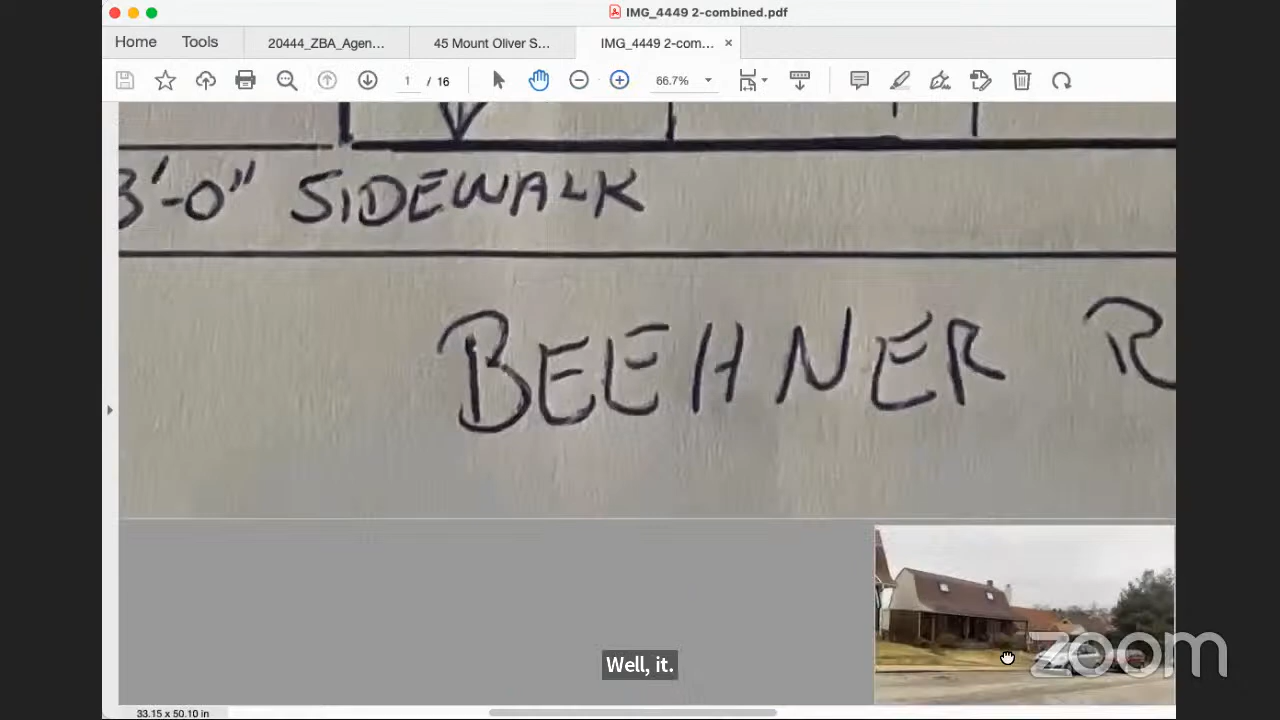 IMG_4449 2-combined.pdf
Home Tools 20444_ZBA_Agen... 45 Mount Oliver S... IMG_4449 2-com... ×
1 / 16 66.7%
3'-0" SIDEWALK
BEEHNER R
Well, it.
zoom
33.15 x 50.10 in